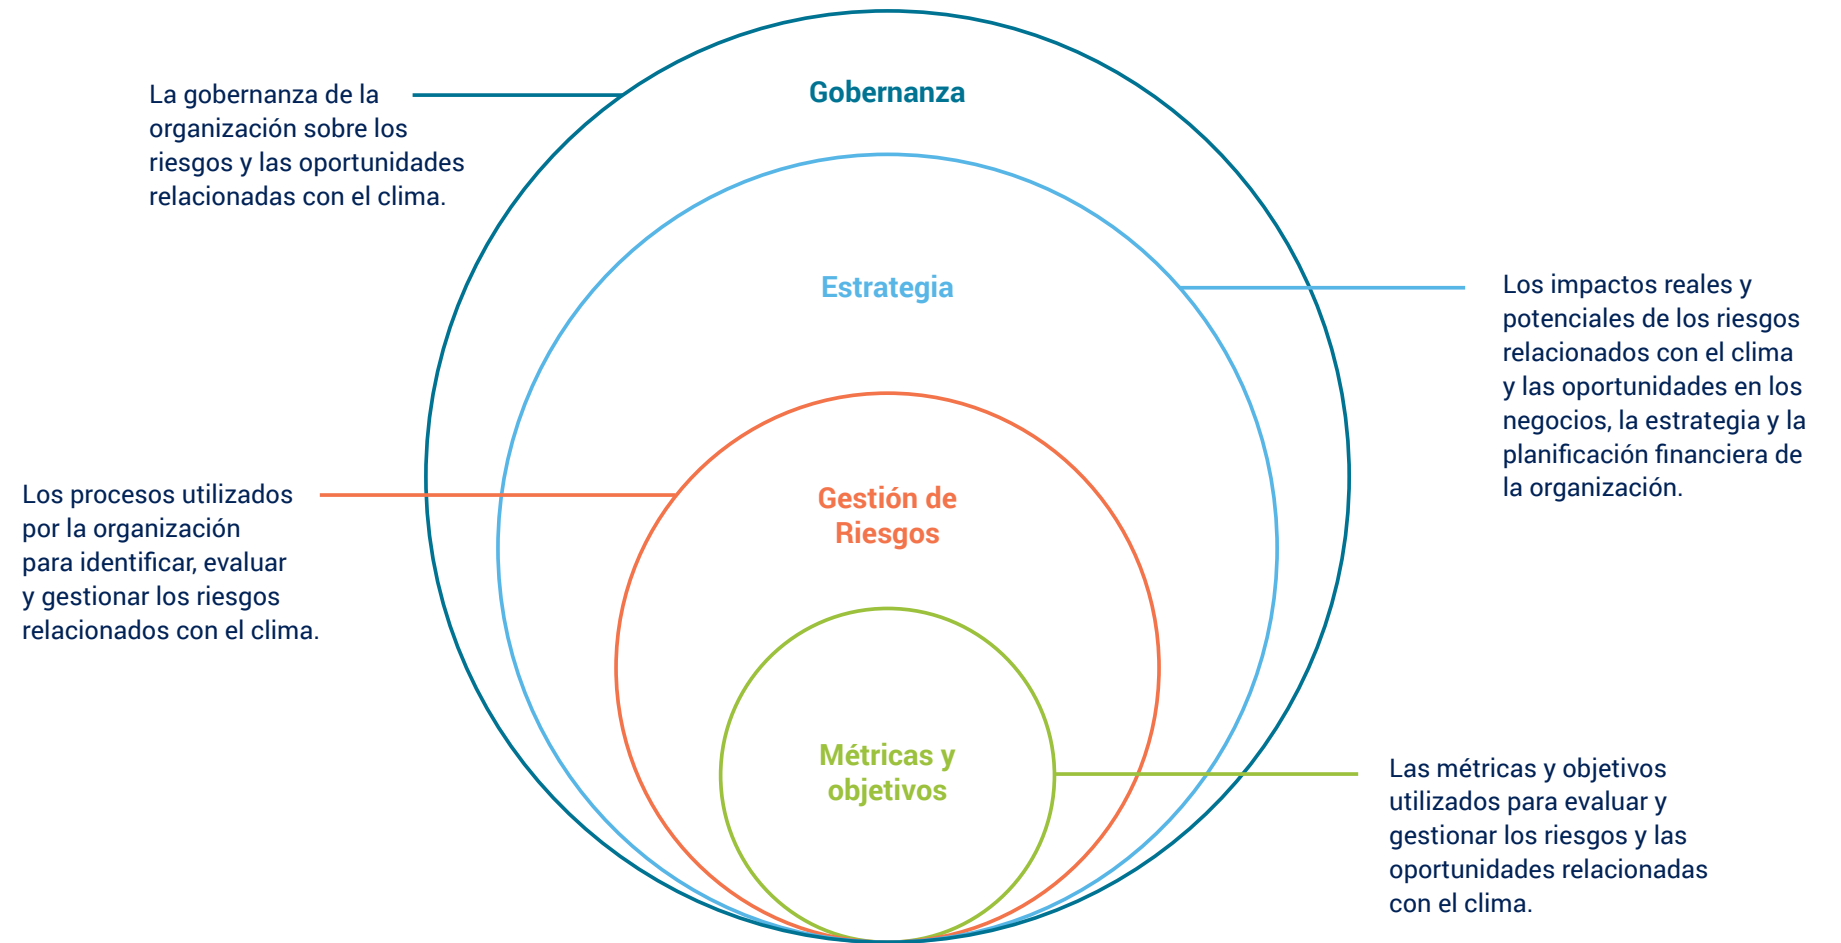 La gobernanza de la
organización sobre los
riesgos y las oportunidades
relacionadas con el clima.
Gobernanza
Estrategia
Los impactos reales y
potenciales de los riesgos
relacionados con el clima
y las oportunidades en los
negocios, la estrategia y la
planificación financiera de
la organización.
Los procesos utilizados
por la organización
para identificar, evaluar
y gestionar los riesgos
relacionados con el clima.
Gestión de
Riesgos
Métricas y
objetivos
Las métricas y objetivos
utilizados para evaluar y
gestionar los riesgos y las
oportunidades relacionadas
con el clima.